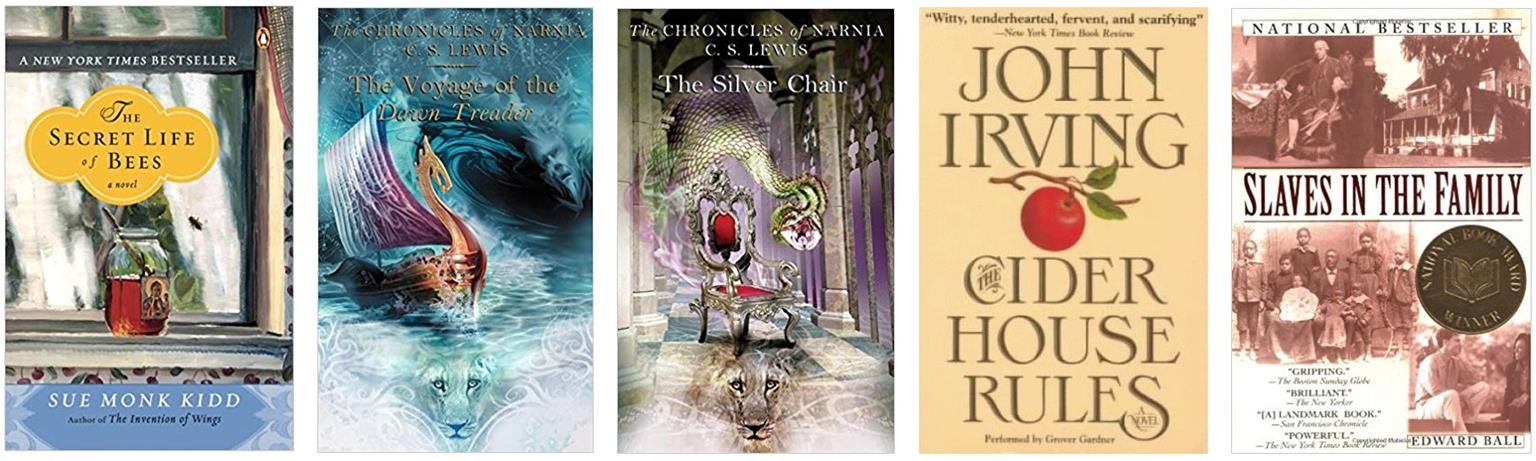 A NEW YORK TIMES BESTSELLER
THE
SECRET LIFE
of BEES
a novel
SUE MONK KIDD
Author of The Invention of Wings
The CHRONICLES of NARNIA
C. S. LEWIS
The Voyage of the
Dawn Treader
The CHRONICLES of NARNIA
C. S. LEWIS
The Silver Chair
“Witty, tenderhearted, fervent, and scarifying”
—New York Times Book Review
JOHN
IRVING
THE
CIDER
HOUSE
RULES
A NOVEL
Performed by Grover Gardner
Copyrighted Material
NATIONAL BESTSELLER
SLAVES IN THE FAMILY
NATIONAL BOOK AWARD
WINNER
“GRIPPING.”
—The Boston Sunday Globe
“BRILLIANT.”
—The New Yorker
“[A] LANDMARK BOOK.”
—San Francisco Chronicle
“POWERFUL.”
—The New York Times Book Review
Copyrighted Material
EDWARD BALL